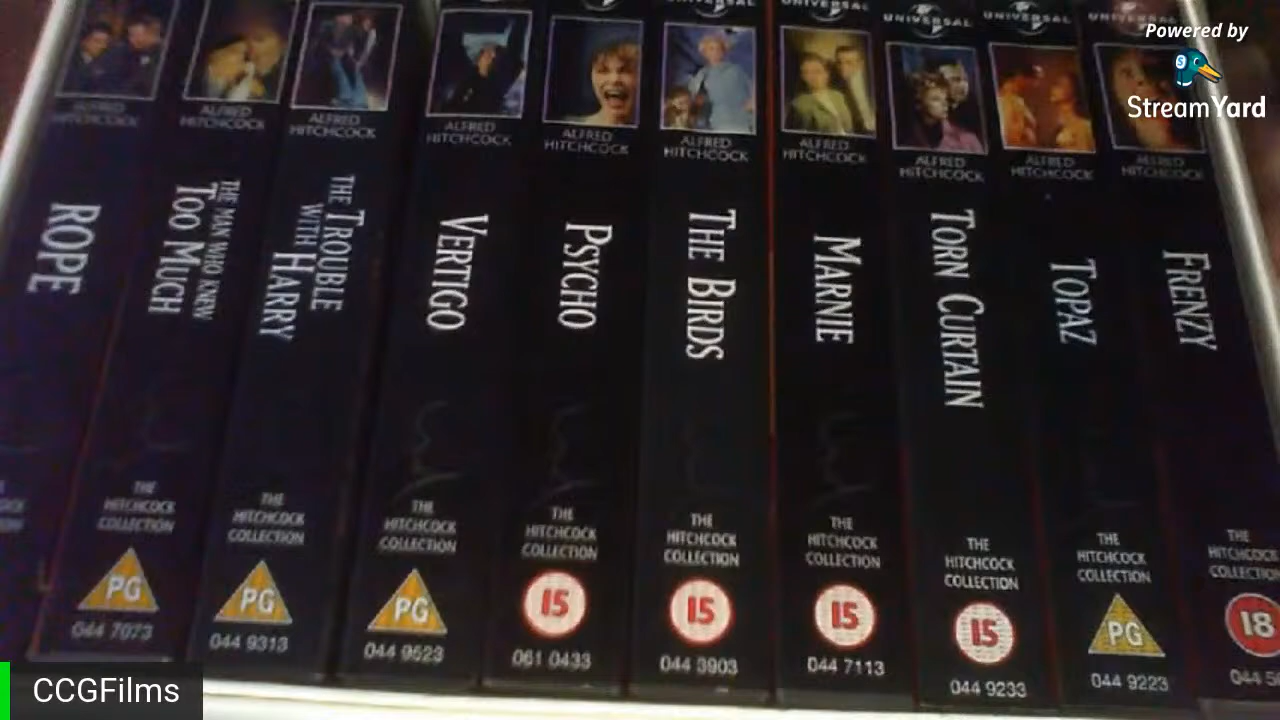 UNIVERSAL
UNIVERSAL
UNIVERSAL
UNIVERSAL
UNIVERSAL
UNIVERSAL
Powered by
StreamYard
ALFRED
HITCHCOCK
ROPE
ALFRED
HITCHCOCK
THE MAN WHO KNEW
TOO MUCH
THE
HITCHCOCK
COLLECTION
PG
044 7073
ALFRED
HITCHCOCK
THE TROUBLE
WITH HARRY
THE
HITCHCOCK
COLLECTION
PG
044 9313
ALFRED
HITCHCOCK
VERTIGO
THE
HITCHCOCK
COLLECTION
PG
044 9523
ALFRED
HITCHCOCK
PSYCHO
THE
HITCHCOCK
COLLECTION
15
061 0433
ALFRED
HITCHCOCK
THE BIRDS
THE
HITCHCOCK
COLLECTION
15
044 3903
ALFRED
HITCHCOCK
MARNIE
THE
HITCHCOCK
COLLECTION
15
044 7113
ALFRED
HITCHCOCK
TORN CURTAIN
THE
HITCHCOCK
COLLECTION
15
044 9233
ALFRED
HITCHCOCK
TOPAZ
THE
HITCHCOCK
COLLECTION
PG
044 9223
ALFRED
HITCHCOCK
FRENZY
THE
HITCHCOCK
COLLECTION
18
CCGFilms